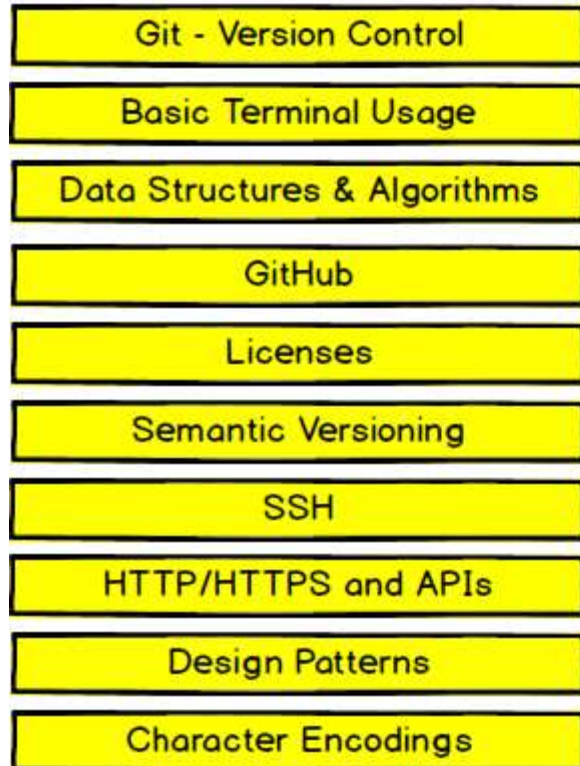 Git - Version Control
Basic Terminal Usage
Data Structures & Algorithms
GitHub
Licenses
Semantic Versioning
SSH
HTTP/HTTPS and APIs
Design Patterns
Character Encodings